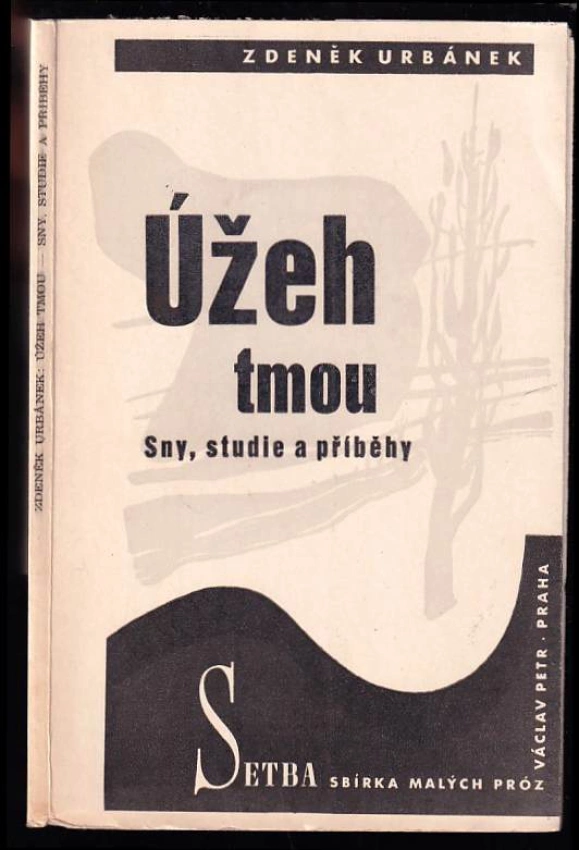 ZDENĚK URBÁNEK
Úžeh
tmou
Sny, studie a příběhy
SETBA SBÍRKA MALÝCH PRÓZ
VÁCLAV PETR · PRAHA
ZDENĚK URBÁNEK: ÚŽEH TMOU — SNY, STUDIE A PŘÍBĚHY